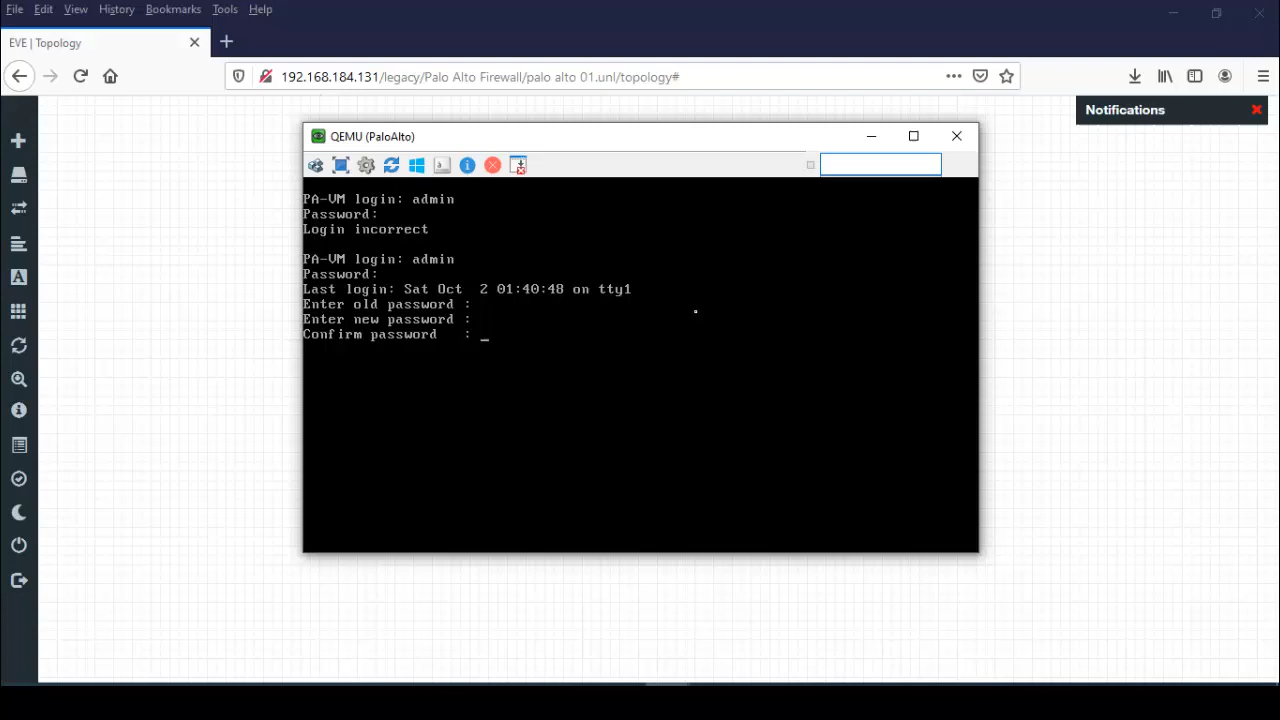 File Edit View History Bookmarks Tools Help
EVE | Topology
192.168.184.131/legacy/Palo Alto Firewall/palo alto 01.unl/topology#
Notifications
QEMU (PaloAlto)
PA-VM login: admin
Password:
Login incorrect
PA-VM login: admin
Password:
Last login: Sat Oct  2 01:40:48 on tty1
Enter old password :
Enter new password :
Confirm password   : _